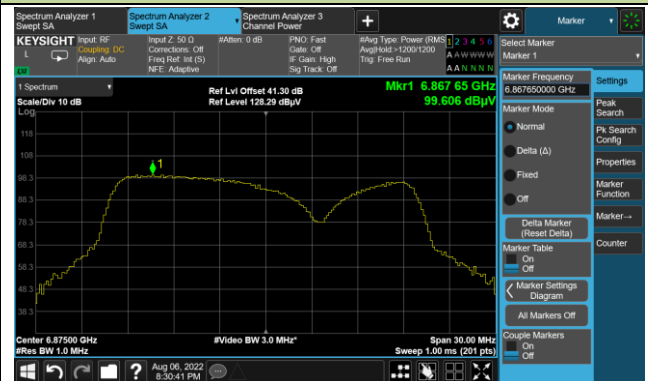 Spectrum Analyzer 1
Swept SA
Spectrum Analyzer 2
Swept SA
Spectrum Analyzer 3
Channel Power
+
Marker
KEYSIGHT
L
Input: RF
Coupling: DC
Align: Auto
Input Z: 50 Ω
Corrections: Off
Freq Ref: Int (S)
NFE: Adaptive
#Atten: 0 dB
PNO: Fast
Gate: Off
IF Gain: High
Sig Track: Off
#Avg Type: Power (RMS
Avg|Hold:>1200/1200
Trig: Free Run
1 2 3 4 5 6
A A W W W W
A A N N N N
Select Marker
Marker 1
1 Spectrum
Scale/Div 10 dB
Log
Ref Lvl Offset 41.30 dB
Ref Level 128.29 dBµV
Mkr1 6.867 65 GHz
99.606 dBµV
118
108
98.3
88.3
78.3
68.3
58.3
48.3
38.3
1
Center 6.87500 GHz
#Res BW 1.0 MHz
#Video BW 3.0 MHz*
Span 30.00 MHz
Sweep 1.00 ms (201 pts)
Marker Frequency
6.867650000 GHz
Marker Mode
Normal
Delta (Δ)
Fixed
Off
Delta Marker
(Reset Delta)
Marker Table
On
Off
Marker Settings
Diagram
All Markers Off
Couple Markers
On
Off
Settings
Peak
Search
Pk Search
Config
Properties
Marker
Function
Marker→
Counter
?
Aug 06, 2022
8:30:41 PM